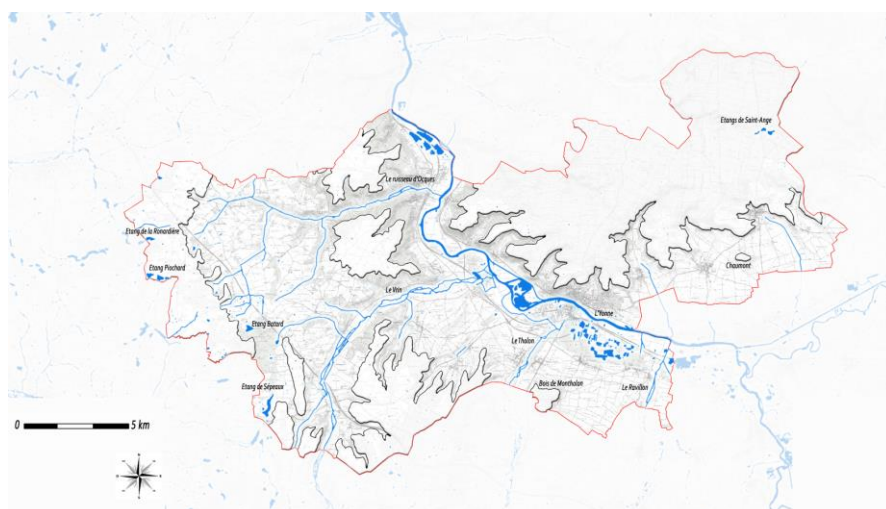 Etangs de Saint-Ange
Le ruisseau d'Ocques
Etang de la Ronardière
Etang Piochard
Chaumont
Le Vrin
L'Yonne
Etang Batard
Le Tholon
Etang de Sépeaux
Bois de Montholon
Le Ravillon
0 5 km